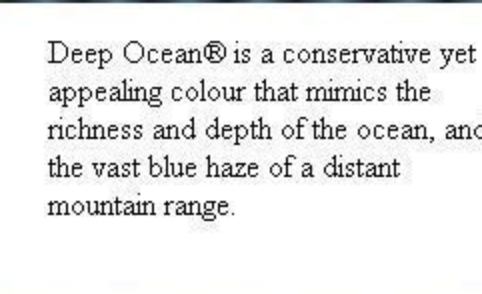 Deep Ocean® is a conservative yet
appealing colour that mimics the
richness and depth of the ocean, and
the vast blue haze of a distant
mountain range.